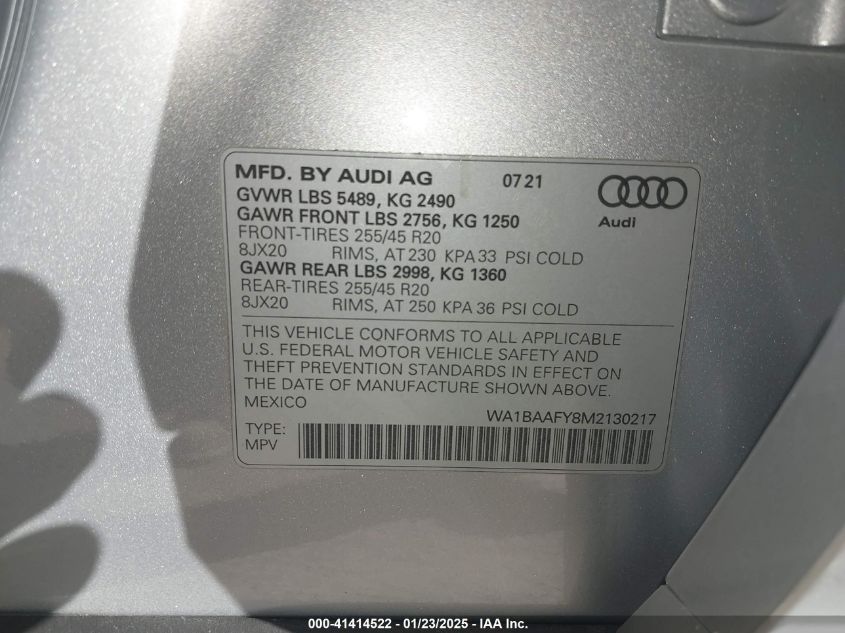 MFD. BY AUDI AG 07 21
GVWR LBS 5489, KG 2490
GAWR FRONT LBS 2756, KG 1250
Audi
FRONT-TIRES 255/45 R20
8JX20 RIMS, AT 230 KPA 33 PSI COLD
GAWR REAR LBS 2998, KG 1360
REAR-TIRES 255/45 R20
8JX20 RIMS, AT 250 KPA 36 PSI COLD
THIS VEHICLE CONFORMS TO ALL APPLICABLE
U.S. FEDERAL MOTOR VEHICLE SAFETY AND
THEFT PREVENTION STANDARDS IN EFFECT ON
THE DATE OF MANUFACTURE SHOWN ABOVE.
MEXICO
WA1BAAFY8M2130217
TYPE:
MPV
000-41414522 - 01/23/2025 - IAA Inc.